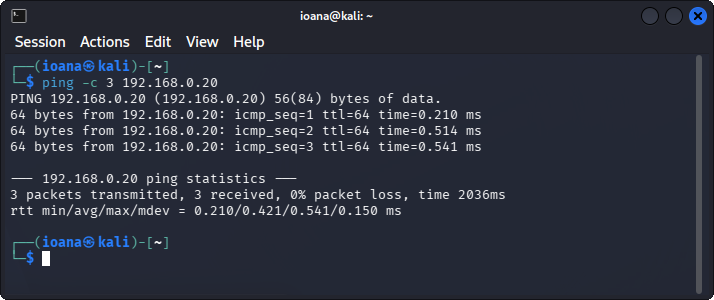 ioana@kali: ~
Session Actions Edit View Help
┌──(ioana㉿kali)-[~]
└─$ ping -c 3 192.168.0.20
PING 192.168.0.20 (192.168.0.20) 56(84) bytes of data.
64 bytes from 192.168.0.20: icmp_seq=1 ttl=64 time=0.210 ms
64 bytes from 192.168.0.20: icmp_seq=2 ttl=64 time=0.514 ms
64 bytes from 192.168.0.20: icmp_seq=3 ttl=64 time=0.541 ms
--- 192.168.0.20 ping statistics ---
3 packets transmitted, 3 received, 0% packet loss, time 2036ms
rtt min/avg/max/mdev = 0.210/0.421/0.541/0.150 ms
┌──(ioana㉿kali)-[~]
└─$